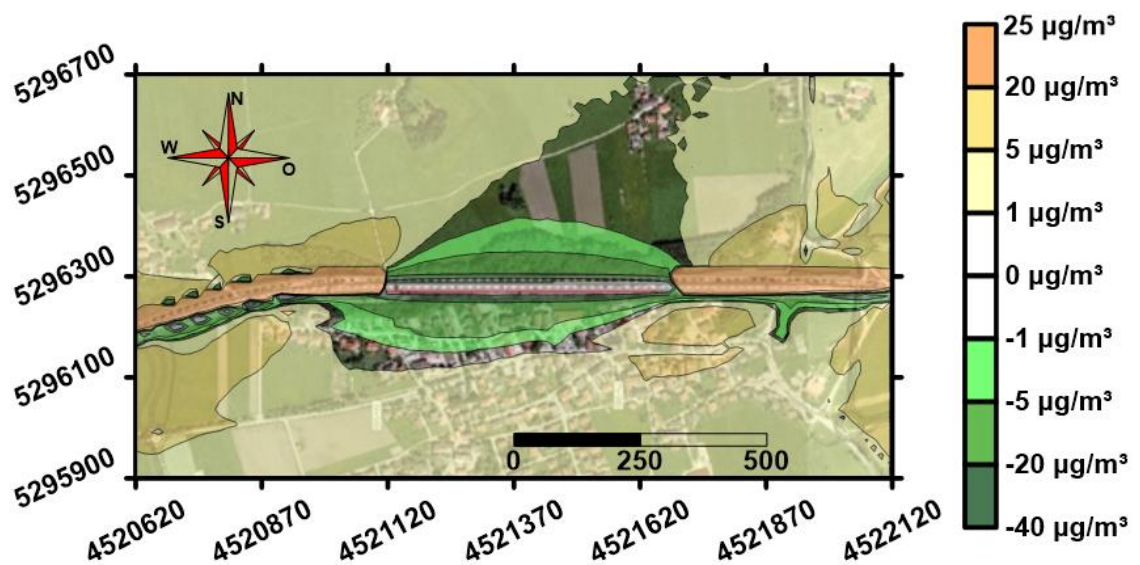 25 µg/m³
20 µg/m³
5 µg/m³
1 µg/m³
0 µg/m³
-1 µg/m³
-5 µg/m³
-20 µg/m³
-40 µg/m³
5296700
5296500
5296300
5296100
5295900
N
W
O
S
0 250 500
4520620 4520870 4521120 4521370 4521620 4521870 4522120